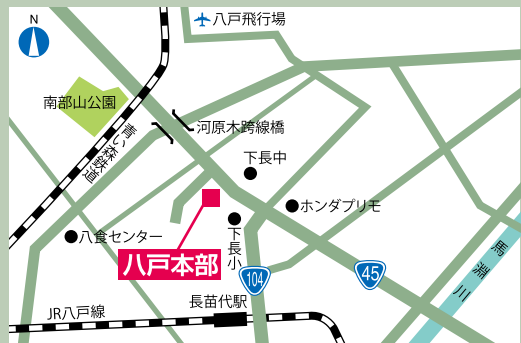 N
八戸飛行場
南部山公園
河原木跨線橋
青い森鉄道
下長中
ホンダプリモ
八食センター
下長小
八戸本部
馬淵川
104
45
長苗代駅
JR八戸線